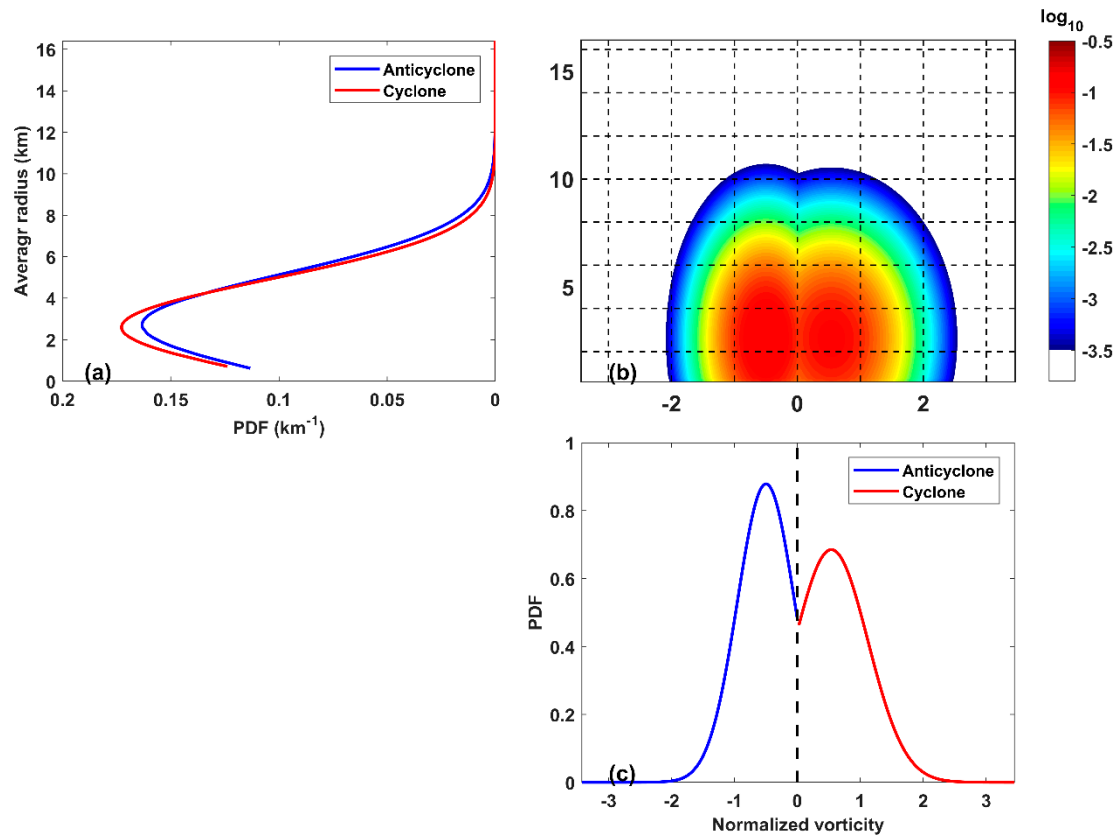 16
14
12
10
8
6
4
2
0
Averagr radius (km)
Anticyclone
Cyclone
(a)
0.2 0.15 0.1 0.05 0
PDF (km-1)
15
10
5
(b)
-2 0 2
log10
-0.5
-1
-1.5
-2
-2.5
-3
-3.5
1
0.8
0.6
0.4
0.2
0
PDF
Anticyclone
Cyclone
(c)
-3 -2 -1 0 1 2 3
Normalized vorticity